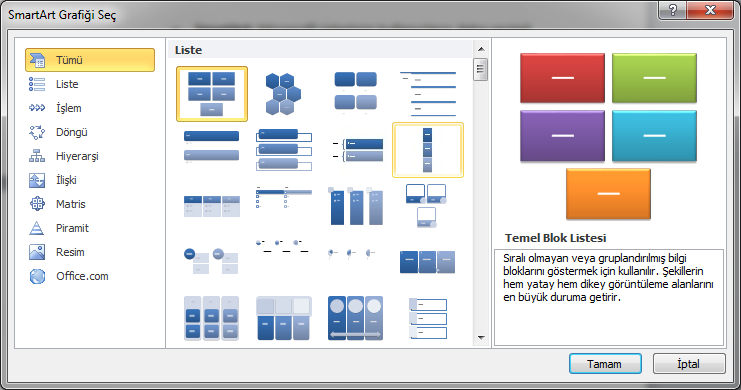 SmartArt Grafiği Seç
Tümü
Liste
İşlem
Döngü
Hiyerarşi
İlişki
Matris
Piramit
Resim
Office.com
Liste
Temel Blok Listesi
Sıralı olmayan veya gruplandırılmış bilgi
bloklarını göstermek için kullanılır. Şekillerin
hem yatay hem dikey görüntüleme alanlarını
en büyük duruma getirir.
Tamam
İptal